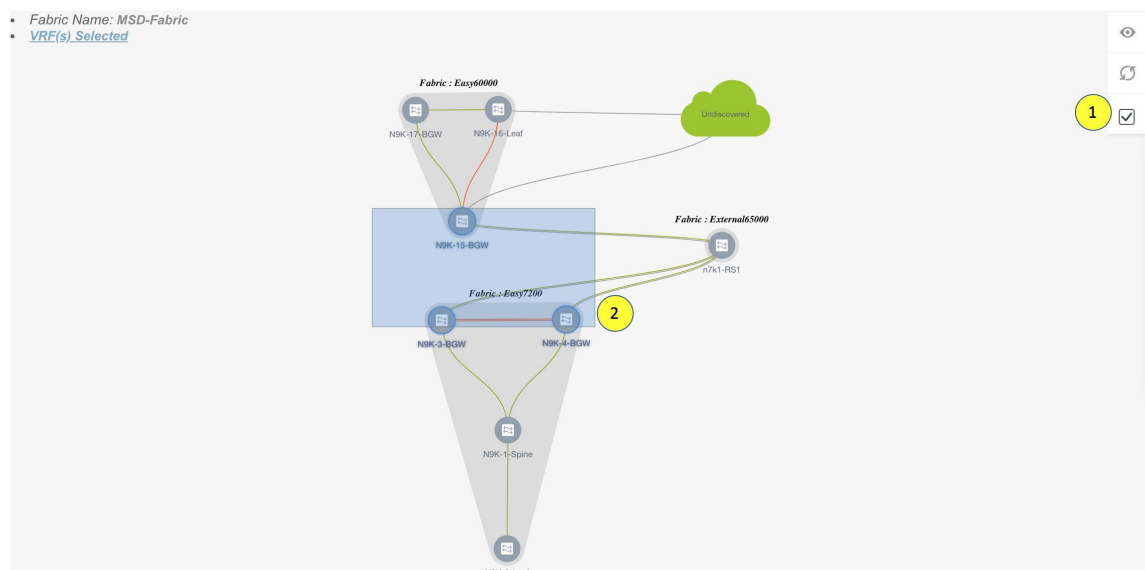 Fabric Name: MSD-Fabric
VRF(s) Selected
Fabric : Easy60000
Undiscovered
1
N9K-17-BGW
N9K-16-Leaf
Fabric : External65000
N9K-15-BGW
n7k1-RS1
Fabric : Easy7200
2
N9K-3-BGW
N9K-4-BGW
N9K-1-Spine